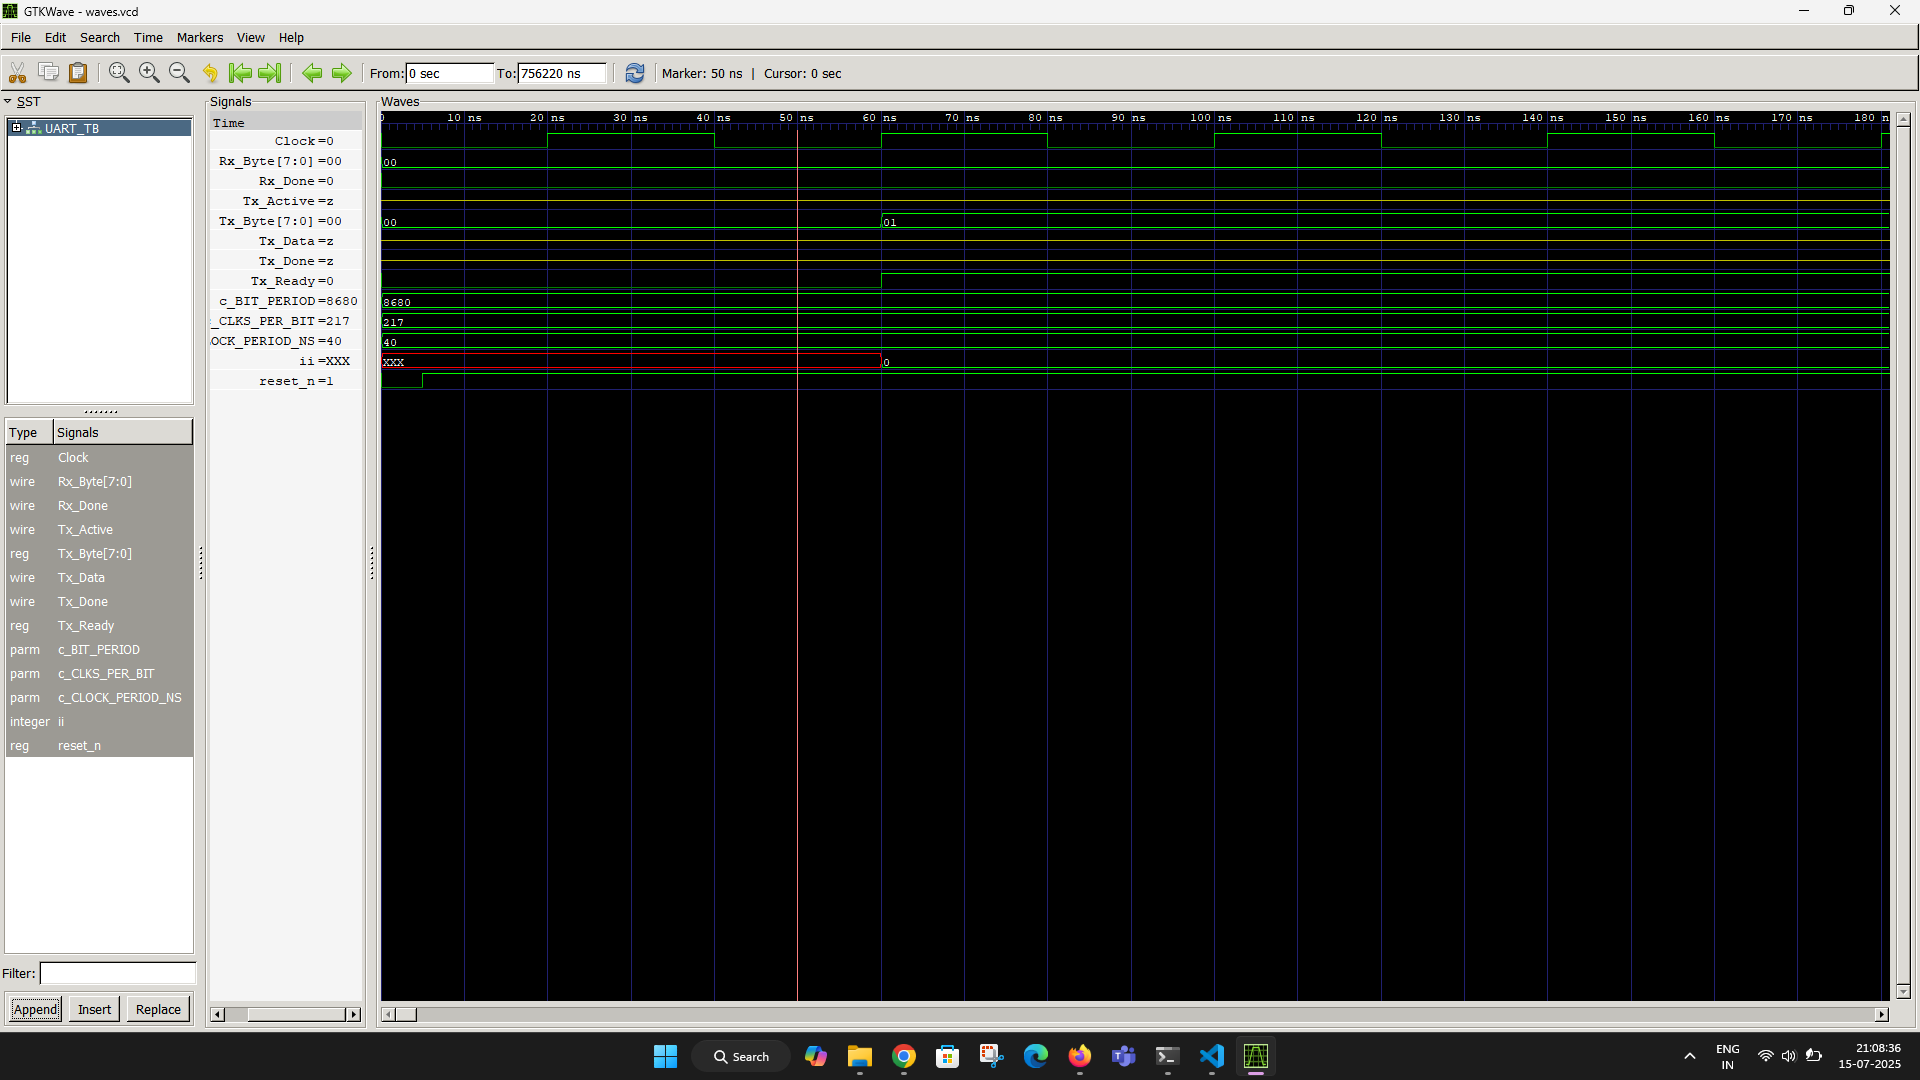 GTKWave - waves.vcd
File Edit Search Time Markers View Help
From: 0 sec To: 756220 ns Marker: 50 ns | Cursor: 0 sec
SST
UART_TB
Signals
Time
Clock=0
Rx_Byte[7:0]=00
Rx_Done=0
Tx_Active=z
Tx_Byte[7:0]=00
Tx_Data=z
Tx_Done=z
Tx_Ready=0
c_BIT_PERIOD=8680
_CLKS_PER_BIT=217
OCK_PERIOD_NS=40
ii=XXX
reset_n=1
Waves
0 10 ns 20 ns 30 ns 40 ns 50 ns 60 ns 70 ns 80 ns 90 ns 100 ns 110 ns 120 ns 130 ns 140 ns 150 ns 160 ns 170 ns 180 n
00
00 01
8680
217
40
XXX 0
Type Signals
reg Clock
wire Rx_Byte[7:0]
wire Rx_Done
wire Tx_Active
reg Tx_Byte[7:0]
wire Tx_Data
wire Tx_Done
reg Tx_Ready
parm c_BIT_PERIOD
parm c_CLKS_PER_BIT
parm c_CLOCK_PERIOD_NS
integer ii
reg reset_n
Filter:
Append Insert Replace
Search
ENG
IN
21:08:36
15-07-2025